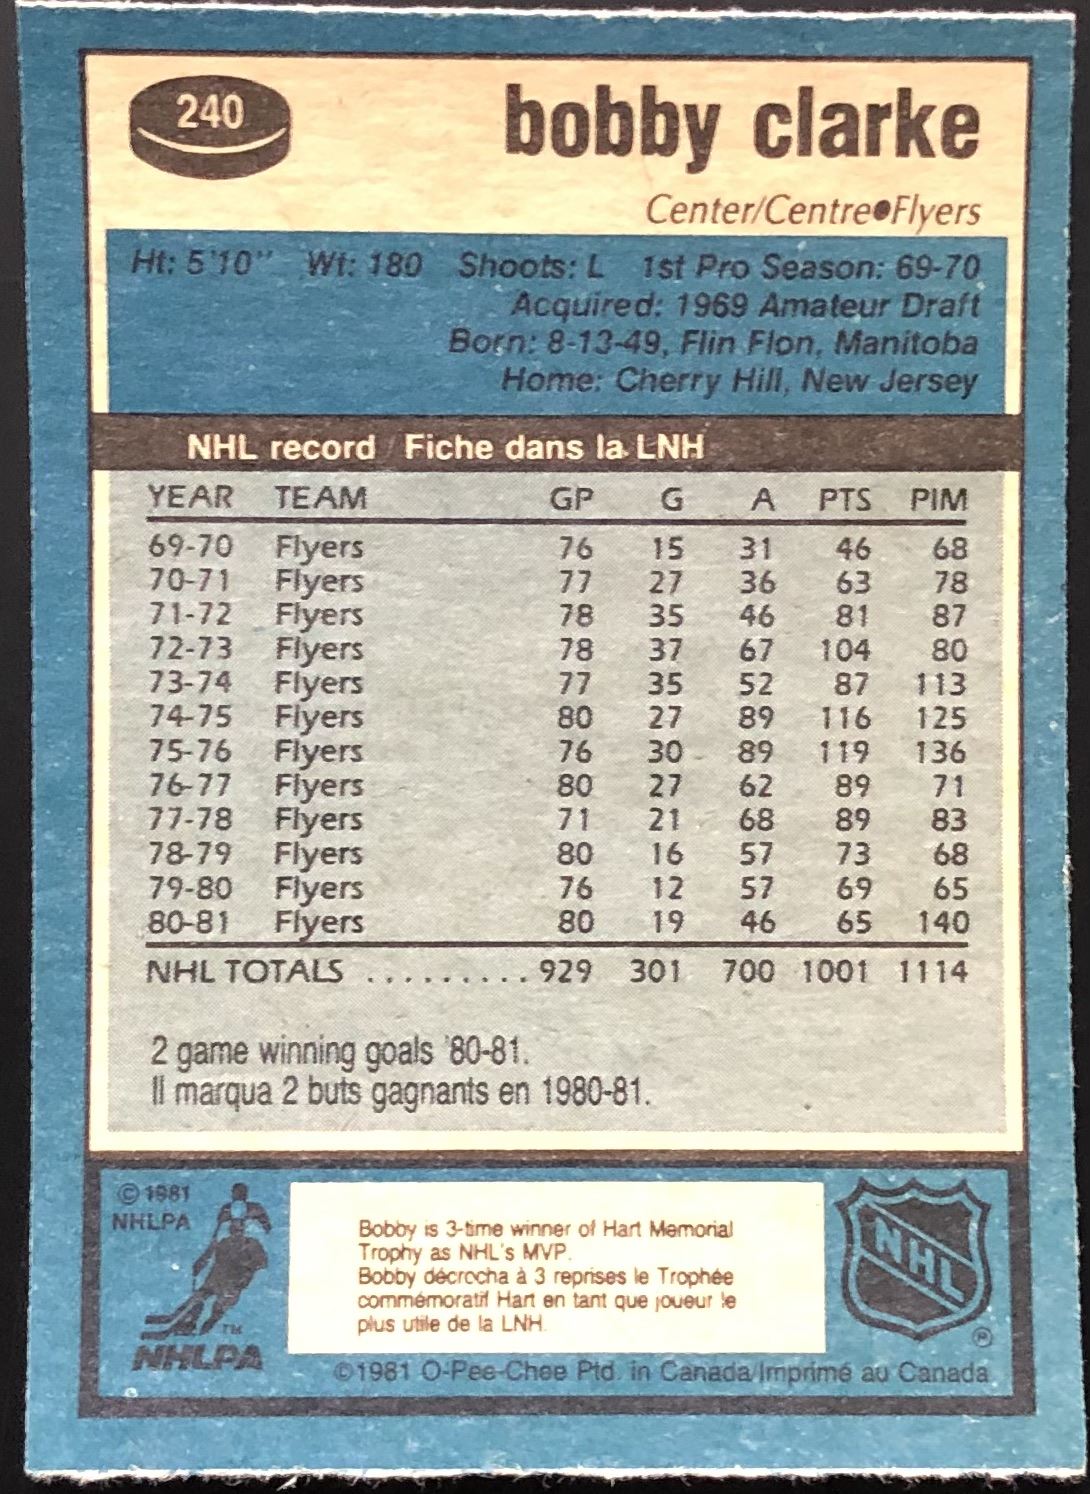 240
bobby clarke
Center/Centre●Flyers
Ht: 5'10" Wt: 180 Shoots: L 1st Pro Season: 69-70
Acquired: 1969 Amateur Draft
Born: 8-13-49, Flin Flon, Manitoba
Home: Cherry Hill, New Jersey
NHL record / Fiche dans la LNH
YEAR TEAM GP G A PTS PIM
69-70 Flyers 76 15 31 46 68
70-71 Flyers 77 27 36 63 78
71-72 Flyers 78 35 46 81 87
72-73 Flyers 78 37 67 104 80
73-74 Flyers 77 35 52 87 113
74-75 Flyers 80 27 89 116 125
75-76 Flyers 76 30 89 119 136
76-77 Flyers 80 27 62 89 71
77-78 Flyers 71 21 68 89 83
78-79 Flyers 80 16 57 73 68
79-80 Flyers 76 12 57 69 65
80-81 Flyers 80 19 46 65 140
NHL TOTALS .......... 929 301 700 1001 1114
2 game winning goals '80-81.
Il marqua 2 buts gagnants en 1980-81.
© 1981
NHLPA
TM
NHLPA
Bobby is 3-time winner of Hart Memorial
Trophy as NHL's MVP.
Bobby décrocha à 3 reprises le Trophée
commémoratif Hart en tant que joueur le
plus utile de la LNH.
NHL
®
©1981 O-Pee-Chee Ptd. in Canada/Imprimé au Canada